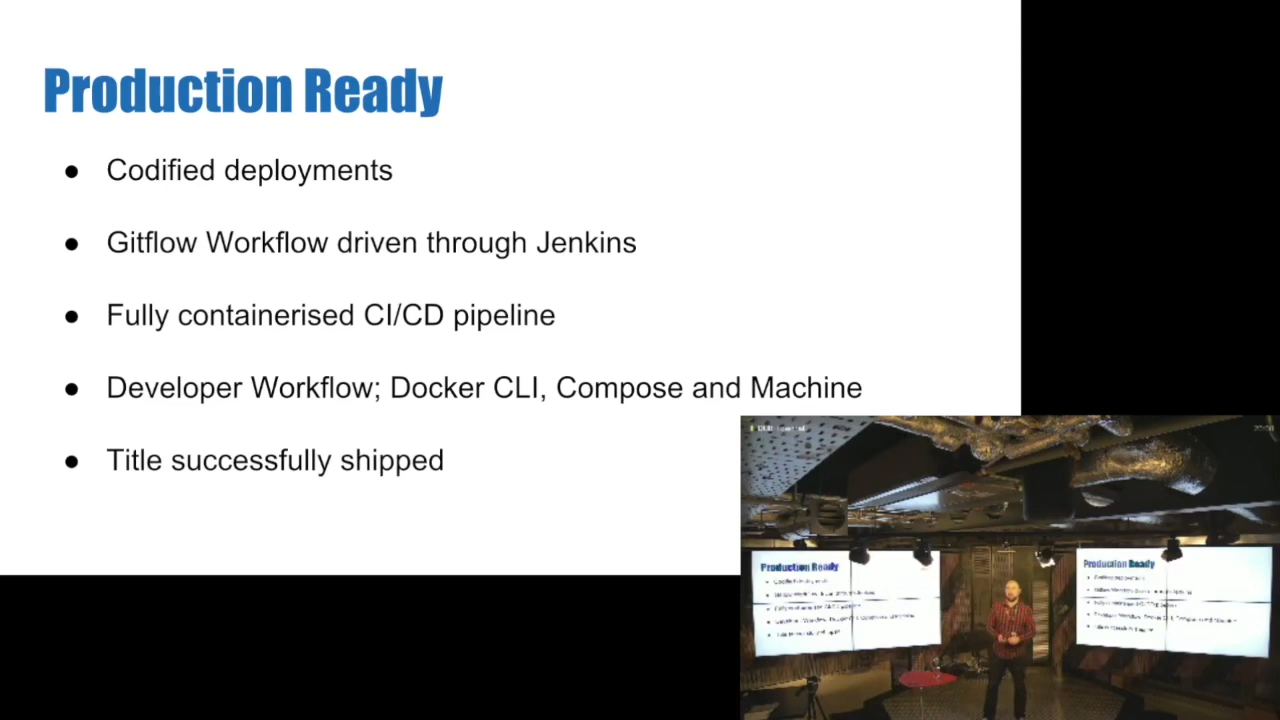 Production Ready
● Codified deployments
● Gitflow Workflow driven through Jenkins
● Fully containerised CI/CD pipeline
● Developer Workflow; Docker CLI, Compose and Machine
● Title successfully shipped
Production Ready
Production Ready